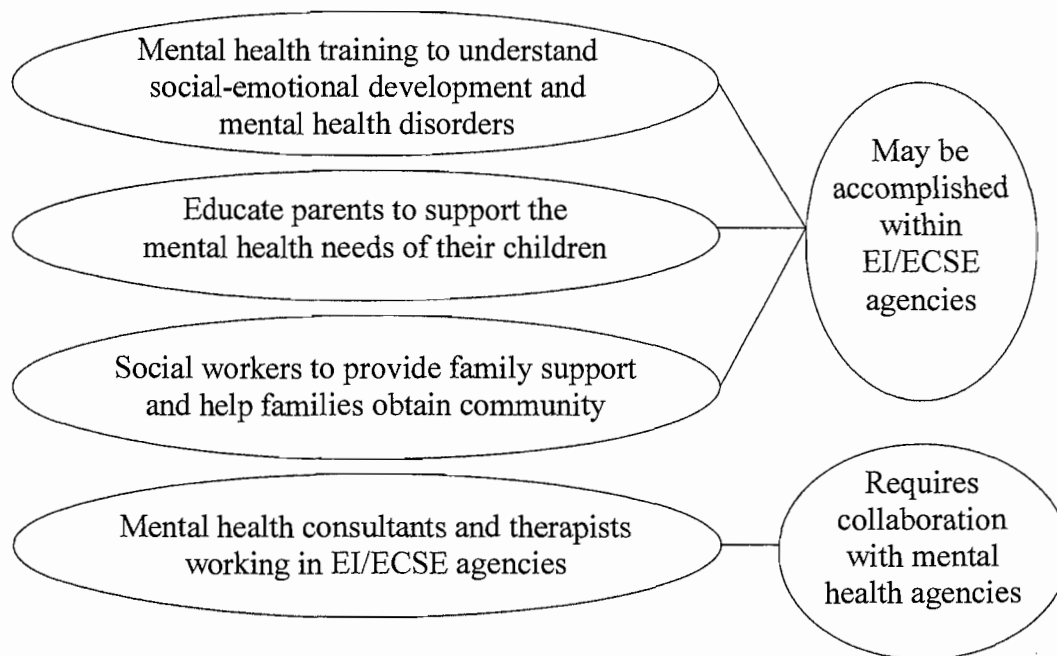 Mental health training to understand
social-emotional development and
mental health disorders
Educate parents to support the
mental health needs of their children
Social workers to provide family support
and help families obtain community
Mental health consultants and therapists
working in EI/ECSE agencies
May be
accomplished
within
EI/ECSE
agencies
Requires
collaboration
with mental
health agencies